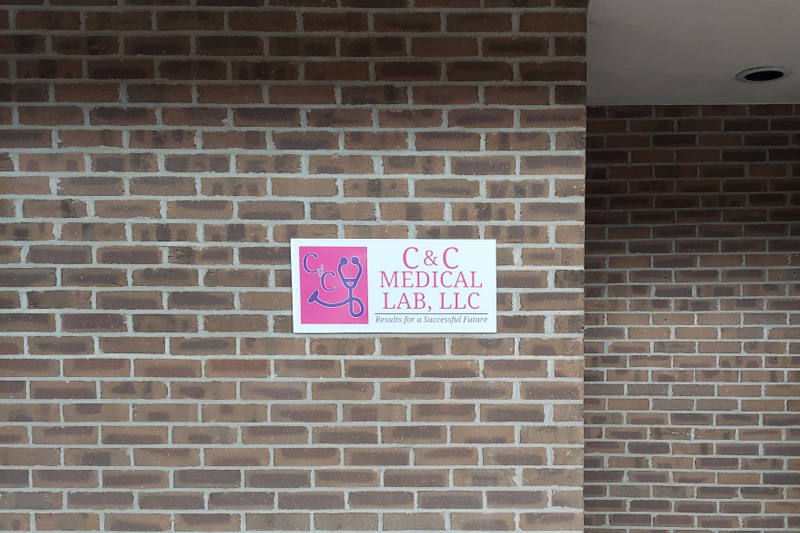 C & C
C & C
MEDICAL
LAB, LLC
Results for a Successful Future